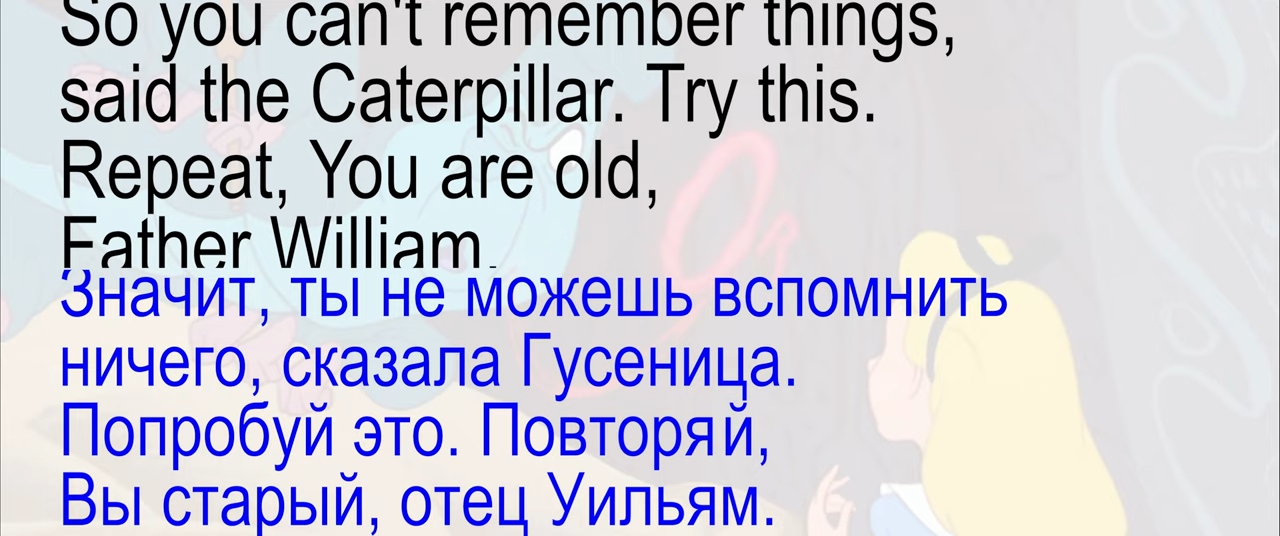 So you can't remember things,
said the Caterpillar. Try this.
Repeat, You are old,
Father William.
Значит, ты не можешь вспомнить
ничего, сказала Гусеница.
Попробуй это. Повторяй,
Вы старый, отец Уильям.